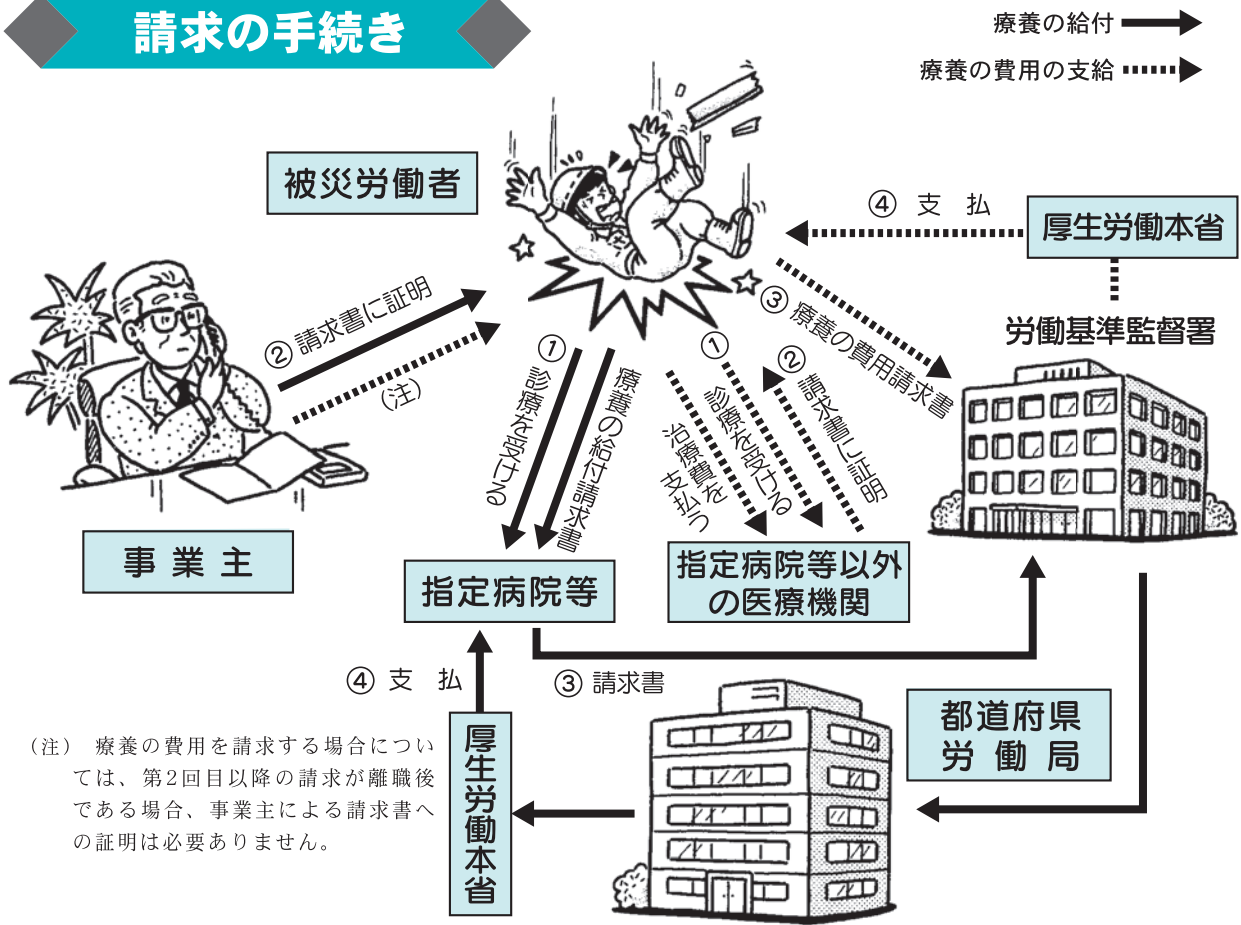 請求の手続き
療養の給付
療養の費用の支給
被災労働者
④ 支 払
厚生労働本省
② 請求書に証明
(注)
③ 療養の費用請求書
労働基準監督署
① 診療を受ける
療養の給付請求書
治療費を
支払う
① 診療を受ける
② 請求書に証明
事業主
指定病院等
指定病院等以外
の医療機関
④ 支 払
③ 請求書
厚生労働本省
都道府県
労働局
(注) 療養の費用を請求する場合につい
ては、第2回目以降の請求が離職後
である場合、事業主による請求書へ
の証明は必要ありません。